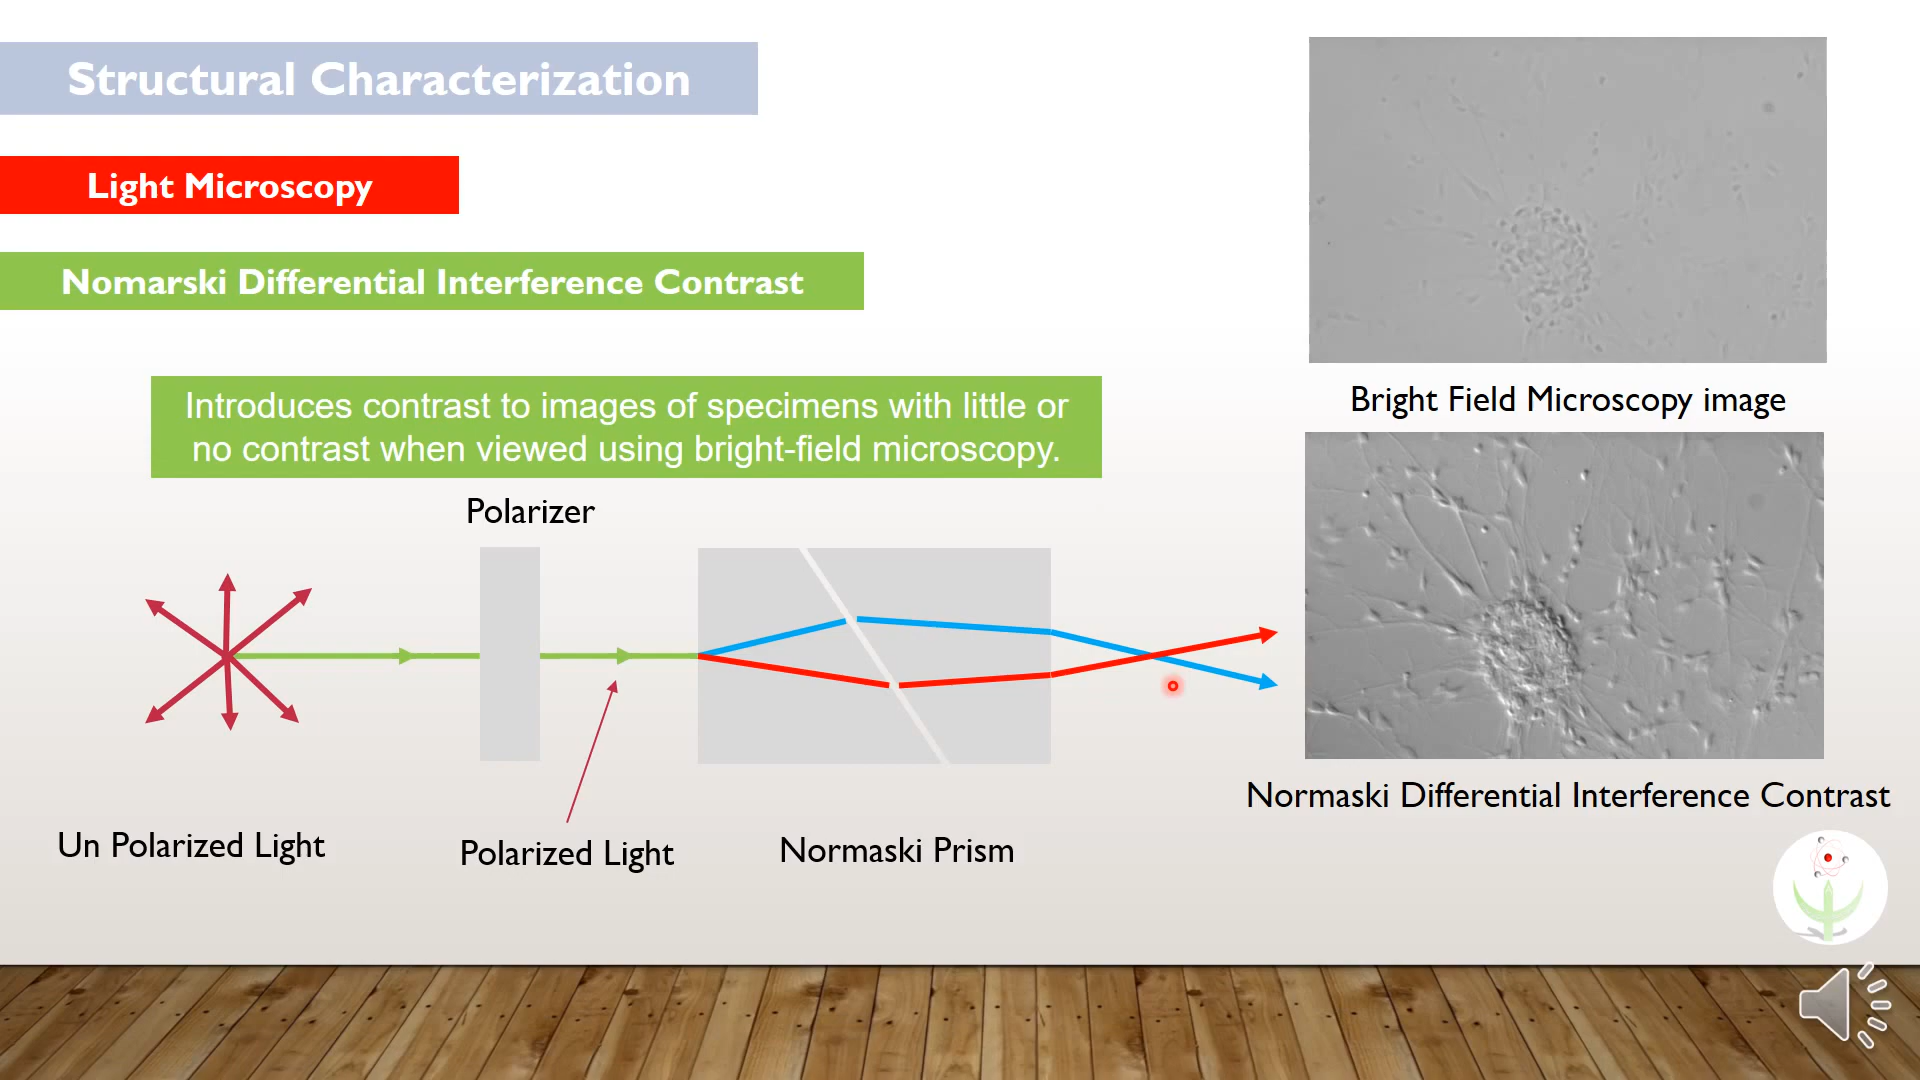 Structural Characterization
Light Microscopy
Nomarski Differential Interference Contrast
Introduces contrast to images of specimens with little or
no contrast when viewed using bright-field microscopy.
Polarizer
Un Polarized Light
Polarized Light
Normaski Prism
Bright Field Microscopy image
Normaski Differential Interference Contrast